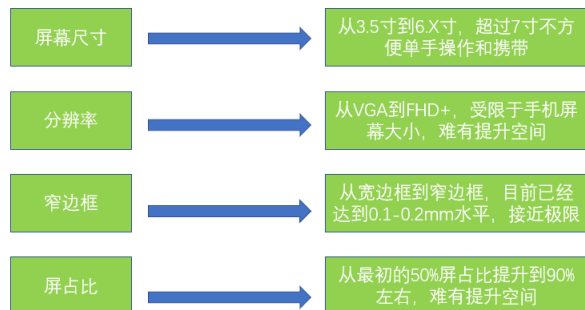 屏幕尺寸
从3.5寸到6.X寸，超过7寸不方
便单手操作和携带
分辨率
从VGA到FHD+，受限于手机屏
幕大小，难有提升空间
窄边框
从宽边框到窄边框，目前已经
达到0.1-0.2mm水平，接近极限
屏占比
从最初的50%屏占比提升到90%
左右，难有提升空间